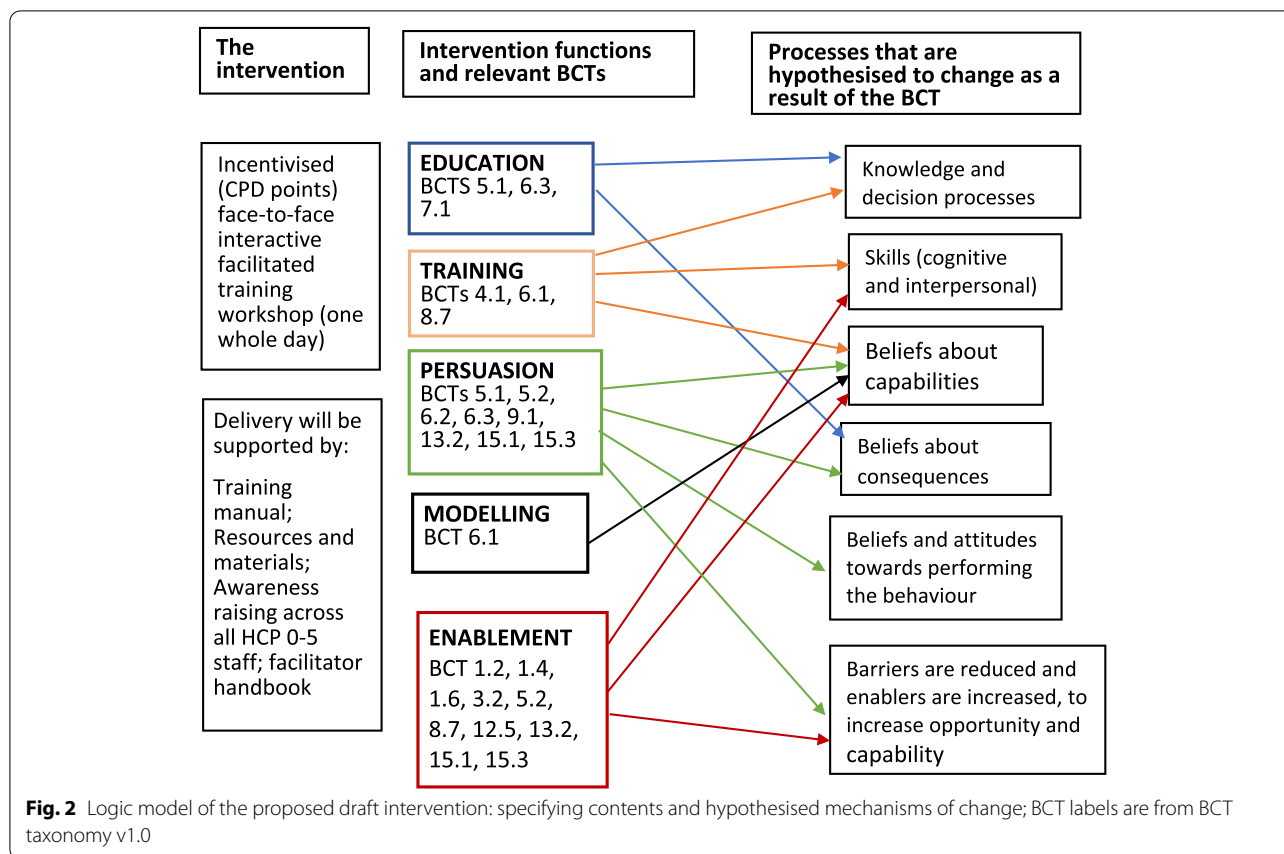 The
intervention
Intervention functions
and relevant BCTs
Processes that are
hypothesised to change as a
result of the BCT
Incentivised
(CPD points)
face-to-face
interactive
facilitated
training
workshop (one
whole day)
Delivery will be
supported by:
Training
manual;
Resources and
materials;
Awareness
raising across
all HCP 0-5
staff; facilitator
handbook
EDUCATION
BCTS 5.1, 6.3,
7.1
TRAINING
BCTs 4.1, 6.1,
8.7
PERSUASION
BCTs 5.1, 5.2,
6.2, 6.3, 9.1,
13.2, 15.1, 15.3
MODELLING
BCT 6.1
ENABLEMENT
BCT 1.2, 1.4,
1.6, 3.2, 5.2,
8.7, 12.5, 13.2,
15.1, 15.3
Knowledge and
decision processes
Skills (cognitive
and interpersonal)
Beliefs about
capabilities
Beliefs about
consequences
Beliefs and attitudes
towards performing
the behaviour
Barriers are reduced and
enablers are increased, to
increase opportunity and
capability
Fig. 2 Logic model of the proposed draft intervention: specifying contents and hypothesised mechanisms of change; BCT labels are from BCT
taxonomy v1.0